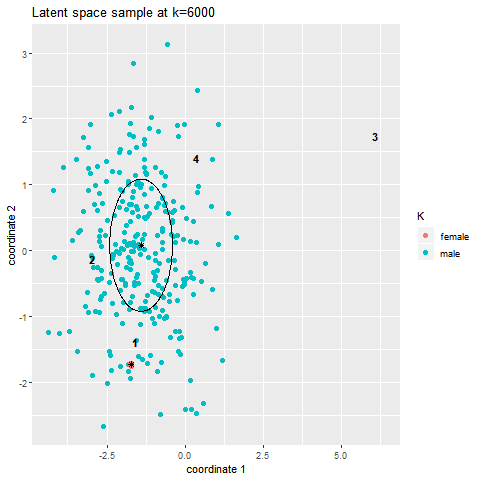 Latent space sample at k=6000
3
3
4
2
K
2
female
1
male
coordinate 2
0
2
-1
1
-2
-2.5
0.0
2.5
5.0
coordinate 1